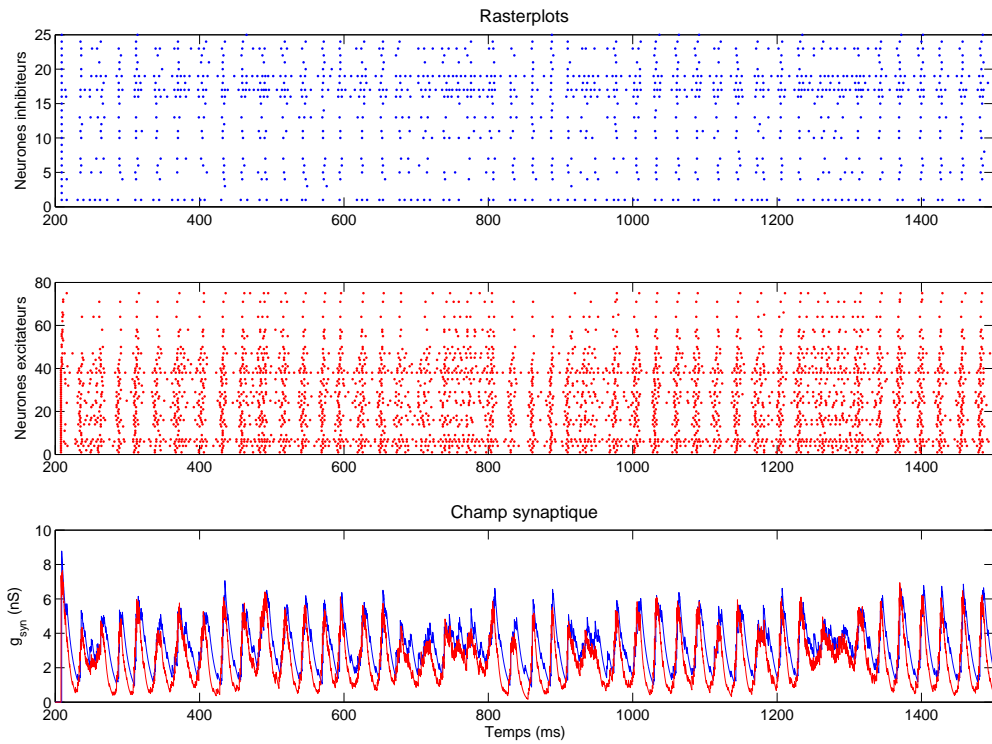 Rasterplots
25
20
15
10
5
0
Neurones inhibiteurs
200 400 600 800 1000 1200 1400
80
60
40
20
0
Neurones excitateurs
200 400 600 800 1000 1200 1400
Champ synaptique
10
8
6
4
2
0
g_syn (nS)
200 400 600 800 1000 1200 1400
Temps (ms)